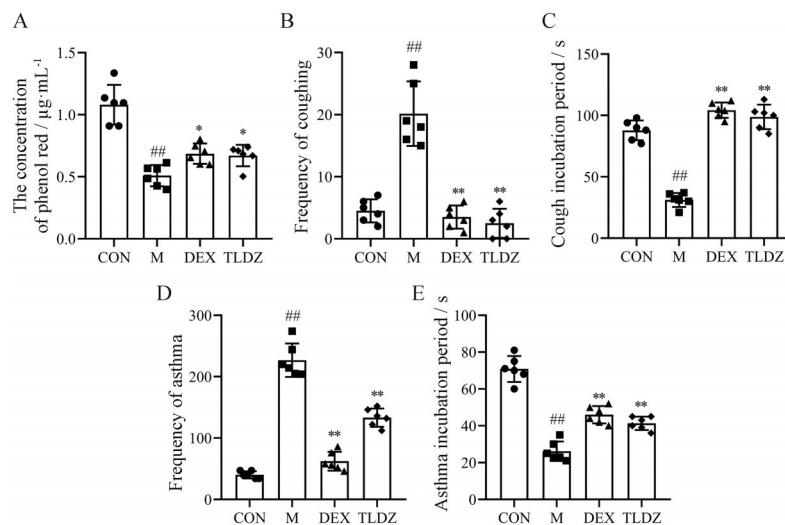 A
The concentration
of phenol red / μg·mL⁻¹
1.5
1.0
0.5
0.0
##
*
*
CON M DEX TLDZ
B
Frequency of coughing
30
20
10
0
##
**
**
CON M DEX TLDZ
C
Cough incubation period / s
150
100
50
0
##
**
**
CON M DEX TLDZ
D
Frequency of asthma
300
200
100
0
##
**
**
CON M DEX TLDZ
E
Asthma incubation period / s
100
80
60
40
20
0
##
**
**
CON M DEX TLDZ